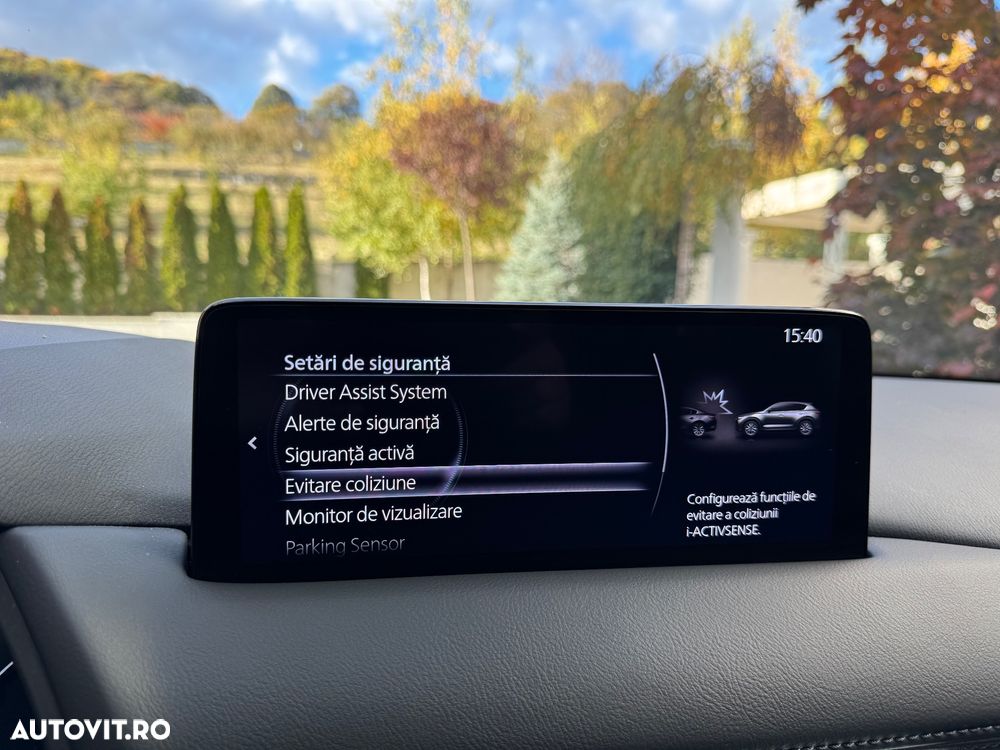 15:40
Setări de siguranță
Driver Assist System
Alerte de siguranță
Siguranță activă
Evitare coliziune
Monitor de vizualizare
Parking Sensor
Configurează funcțiile de
evitare a coliziunii
i-ACTIVSENSE.
AUTOVIT.RO